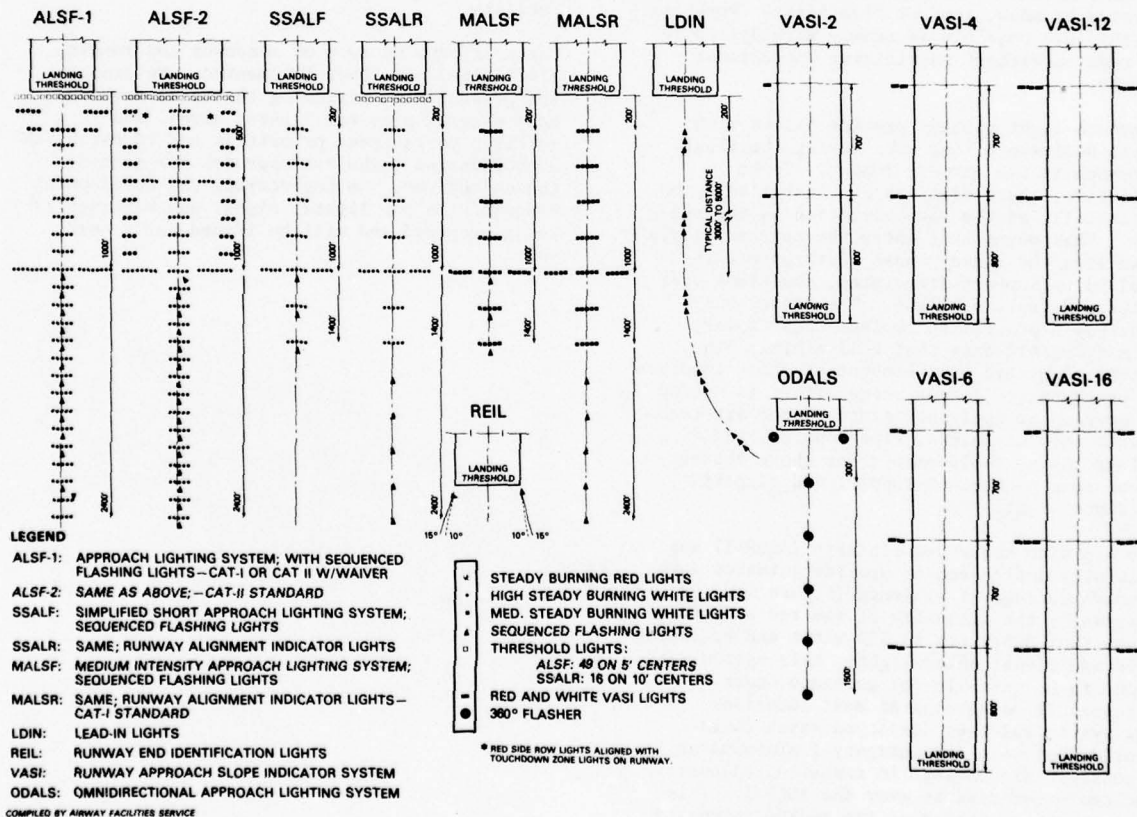 ALSF-1 ALSF-2 SSALF SSALR MALSF MALSR LDIN VASI-2 VASI-4 VASI-12
LANDING THRESHOLD
LANDING THRESHOLD
LANDING THRESHOLD
LANDING THRESHOLD
LANDING THRESHOLD
LANDING THRESHOLD
LANDING THRESHOLD
*
500'
200'
200'
200'
200'
200'
1000'
1000'
1000'
1000'
1000'
1000'
1400'
1400'
1400'
1400'
2400'
2400'
2400'
2400'
TYPICAL DISTANCE
3000' TO 5000'
700'
700'
800'
800'
LANDING THRESHOLD
LANDING THRESHOLD
LANDING THRESHOLD
REIL
LANDING THRESHOLD
15° 10° 10° 15°
ODALS
LANDING THRESHOLD
300'
1500'
VASI-6 VASI-16
700'
700'
800'
LANDING THRESHOLD
LANDING THRESHOLD
LEGEND
ALSF-1: APPROACH LIGHTING SYSTEM; WITH SEQUENCED
FLASHING LIGHTS—CAT-I OR CAT II W/WAIVER
ALSF-2: SAME AS ABOVE;—CAT-II STANDARD
SSALF: SIMPLIFIED SHORT APPROACH LIGHTING SYSTEM;
SEQUENCED FLASHING LIGHTS
SSALR: SAME; RUNWAY ALIGNMENT INDICATOR LIGHTS
MALSF: MEDIUM INTENSITY APPROACH LIGHTING SYSTEM;
SEQUENCED FLASHING LIGHTS
MALSR: SAME; RUNWAY ALIGNMENT INDICATOR LIGHTS—
CAT-I STANDARD
LDIN: LEAD-IN LIGHTS
REIL: RUNWAY END IDENTIFICATION LIGHTS
VASI: RUNWAY APPROACH SLOPE INDICATOR SYSTEM
ODALS: OMNIDIRECTIONAL APPROACH LIGHTING SYSTEM
COMPILED BY AIRWAY FACILITIES SERVICE
STEADY BURNING RED LIGHTS
HIGH STEADY BURNING WHITE LIGHTS
MED. STEADY BURNING WHITE LIGHTS
SEQUENCED FLASHING LIGHTS
THRESHOLD LIGHTS:
ALSF: 49 ON 5' CENTERS
SSALR: 16 ON 10' CENTERS
RED AND WHITE VASI LIGHTS
360° FLASHER
* RED SIDE ROW LIGHTS ALIGNED WITH
TOUCHDOWN ZONE LIGHTS ON RUNWAY.